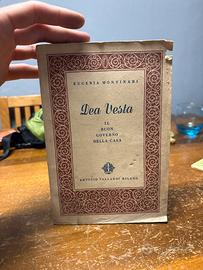 EUGENIA MONTINARI
Dea Vesta
IL
BUON
GOVERNO
DELLA CASA
ANTONIO VALLARDI MILANO